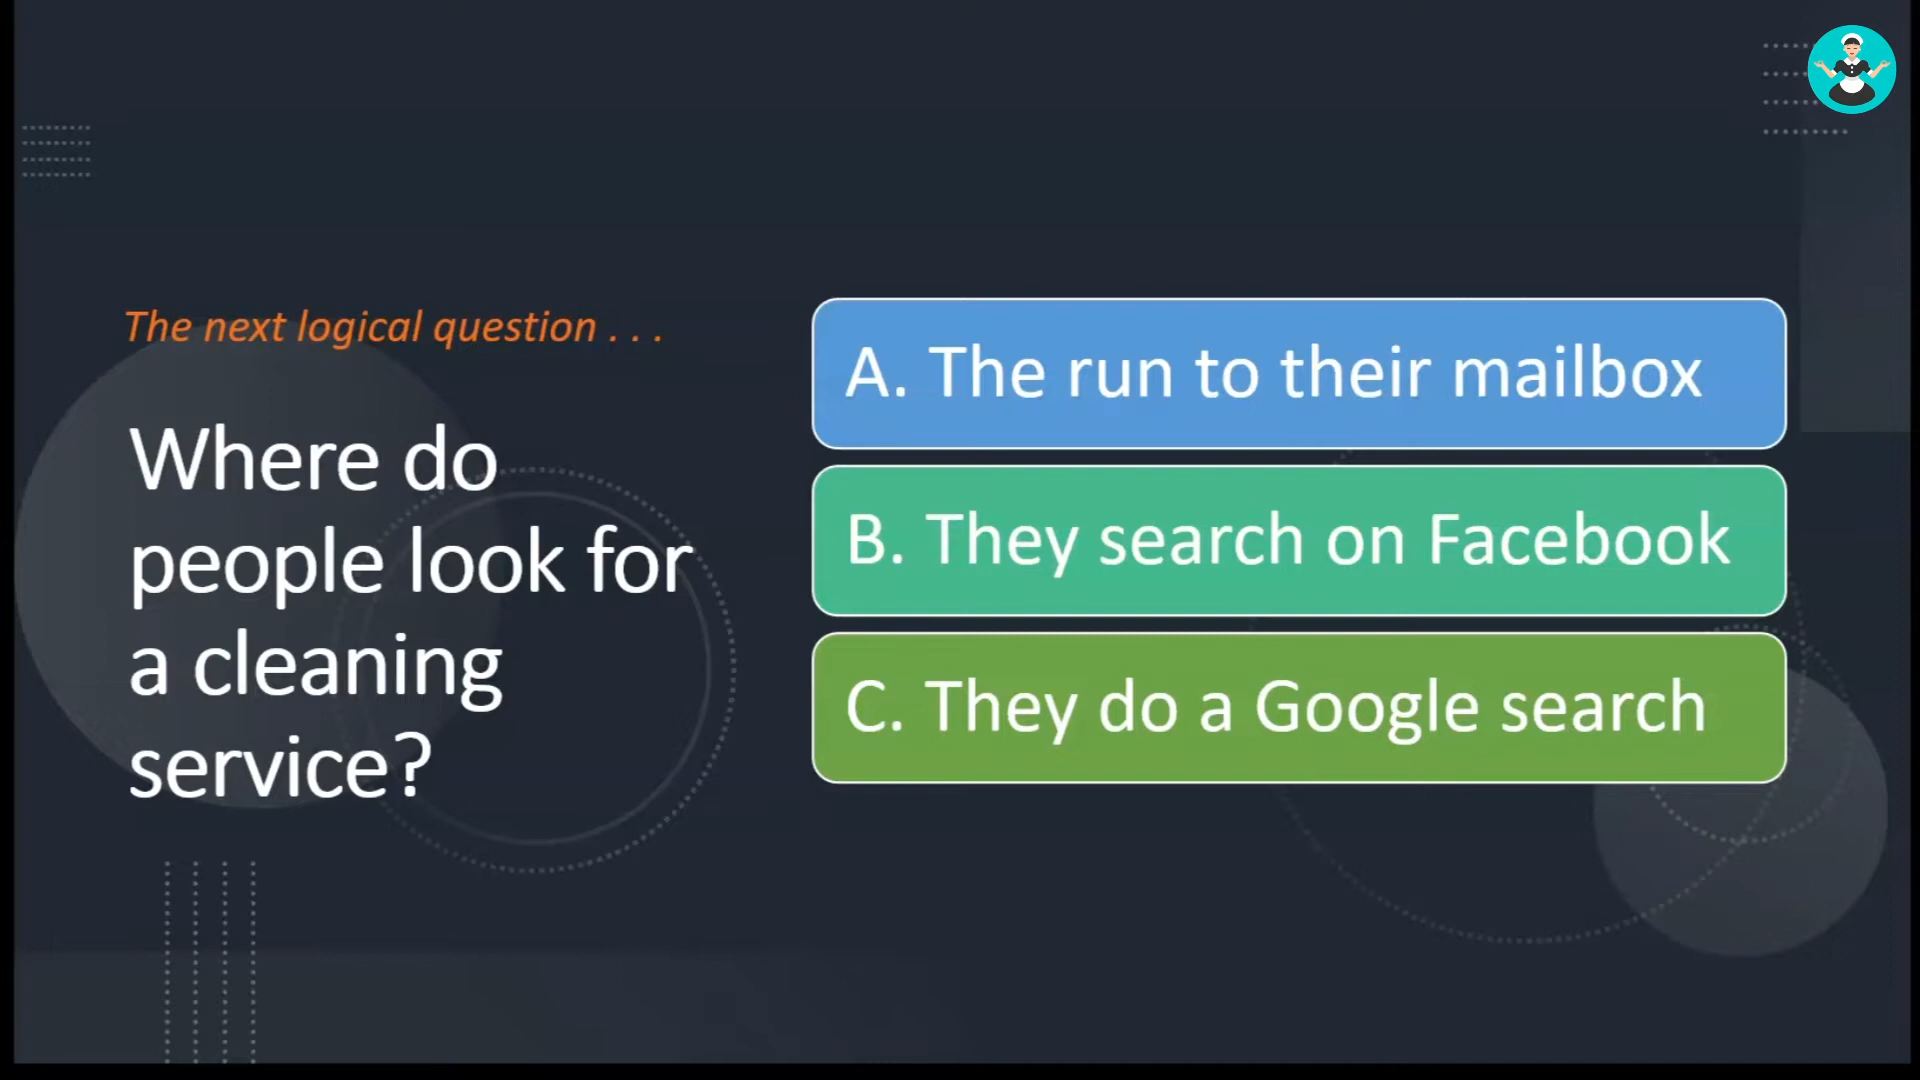 The next logical question . . .
Where do
people look for
a cleaning
service?
A. The run to their mailbox
B. They search on Facebook
C. They do a Google search